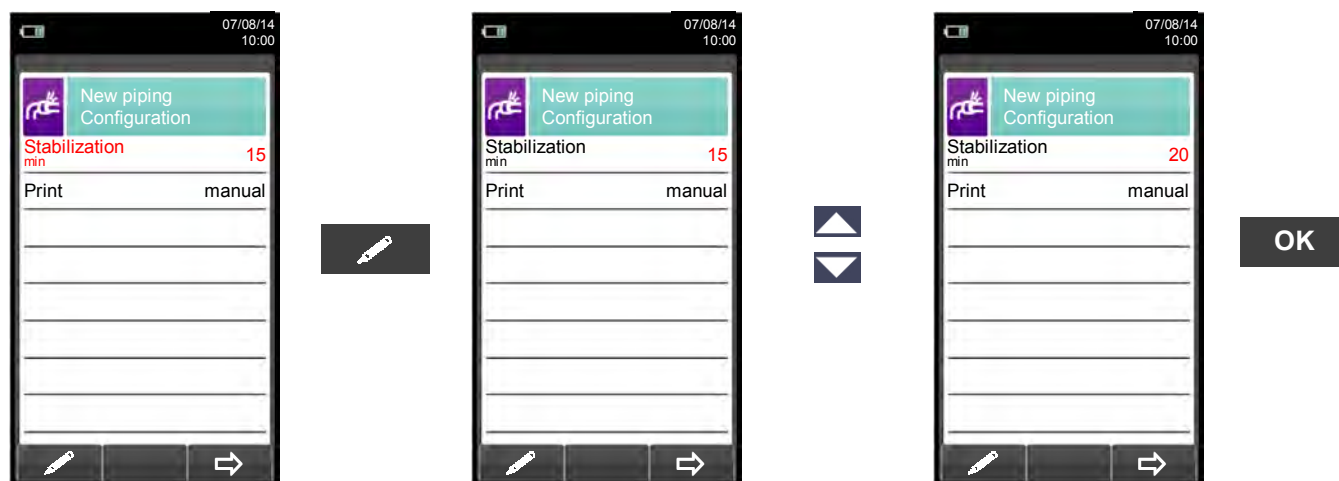 07/08/14
10:00
New piping
Configuration
Stabilization
min
15
Print manual
07/08/14
10:00
New piping
Configuration
Stabilization
min
15
Print manual
07/08/14
10:00
New piping
Configuration
Stabilization
min
20
Print manual
OK